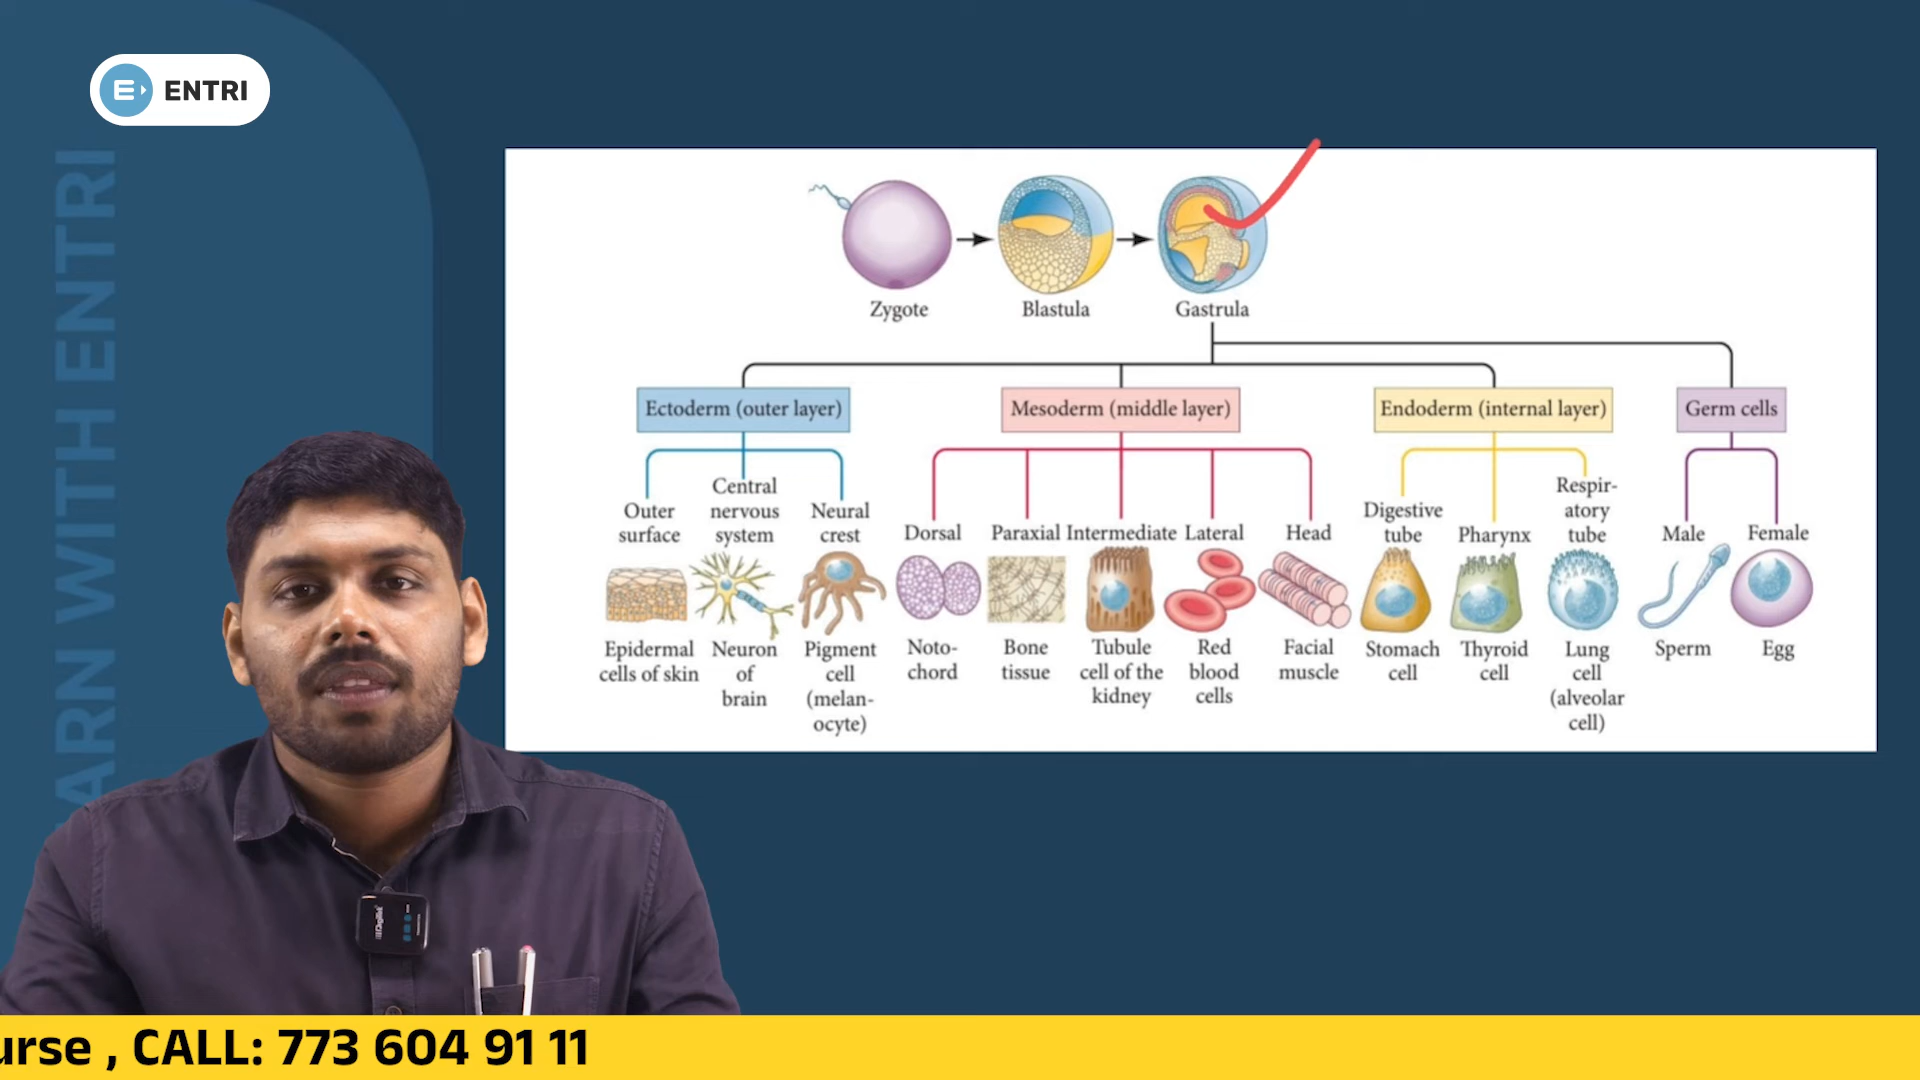 ENTRI
ARN WITH ENTRI
Zygote
Blastula
Gastrula
Ectoderm (outer layer)
Mesoderm (middle layer)
Endoderm (internal layer)
Germ cells
Outer
surface
Central
nervous
system
Neural
crest
Dorsal
Paraxial
Intermediate
Lateral
Head
Digestive
tube
Pharynx
Respir-
atory
tube
Male
Female
Epidermal
cells of skin
Neuron
of
brain
Pigment
cell
(melan-
ocyte)
Noto-
chord
Bone
tissue
Tubule
cell of the
kidney
Red
blood
cells
Facial
muscle
Stomach
cell
Thyroid
cell
Lung
cell
(alveolar
cell)
Sperm
Egg
urse , CALL: 773 604 91 11